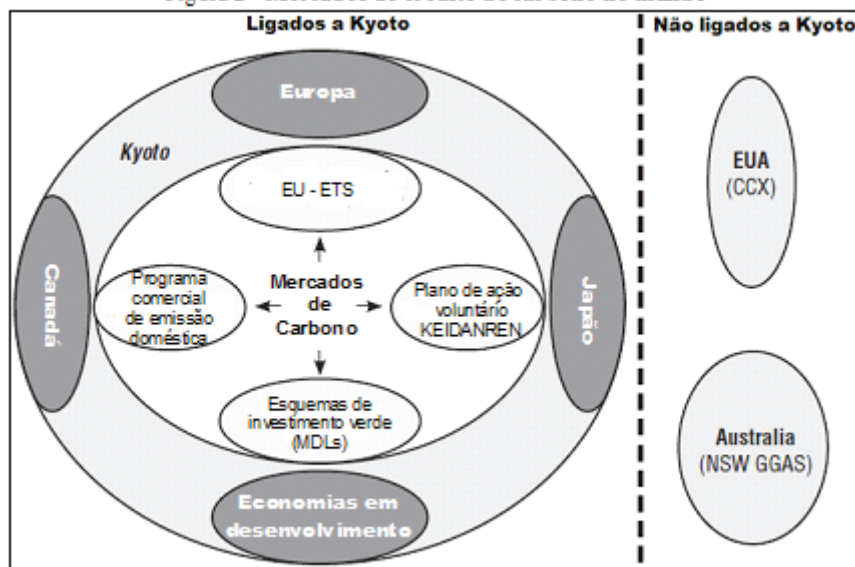 Ligados a Kyoto
Não ligados a Kyoto
Europa
Kyoto
EU - ETS
Canadá
Programa
comercial
de emissão
doméstica
Mercados
de
Carbono
Plano de ação
voluntário
KEIDANREN
Japão
Esquemas de
investimento verde
(MDLs)
Economias em
desenvolvimento
EUA
(CCX)
Australia
(NSW GGAS)